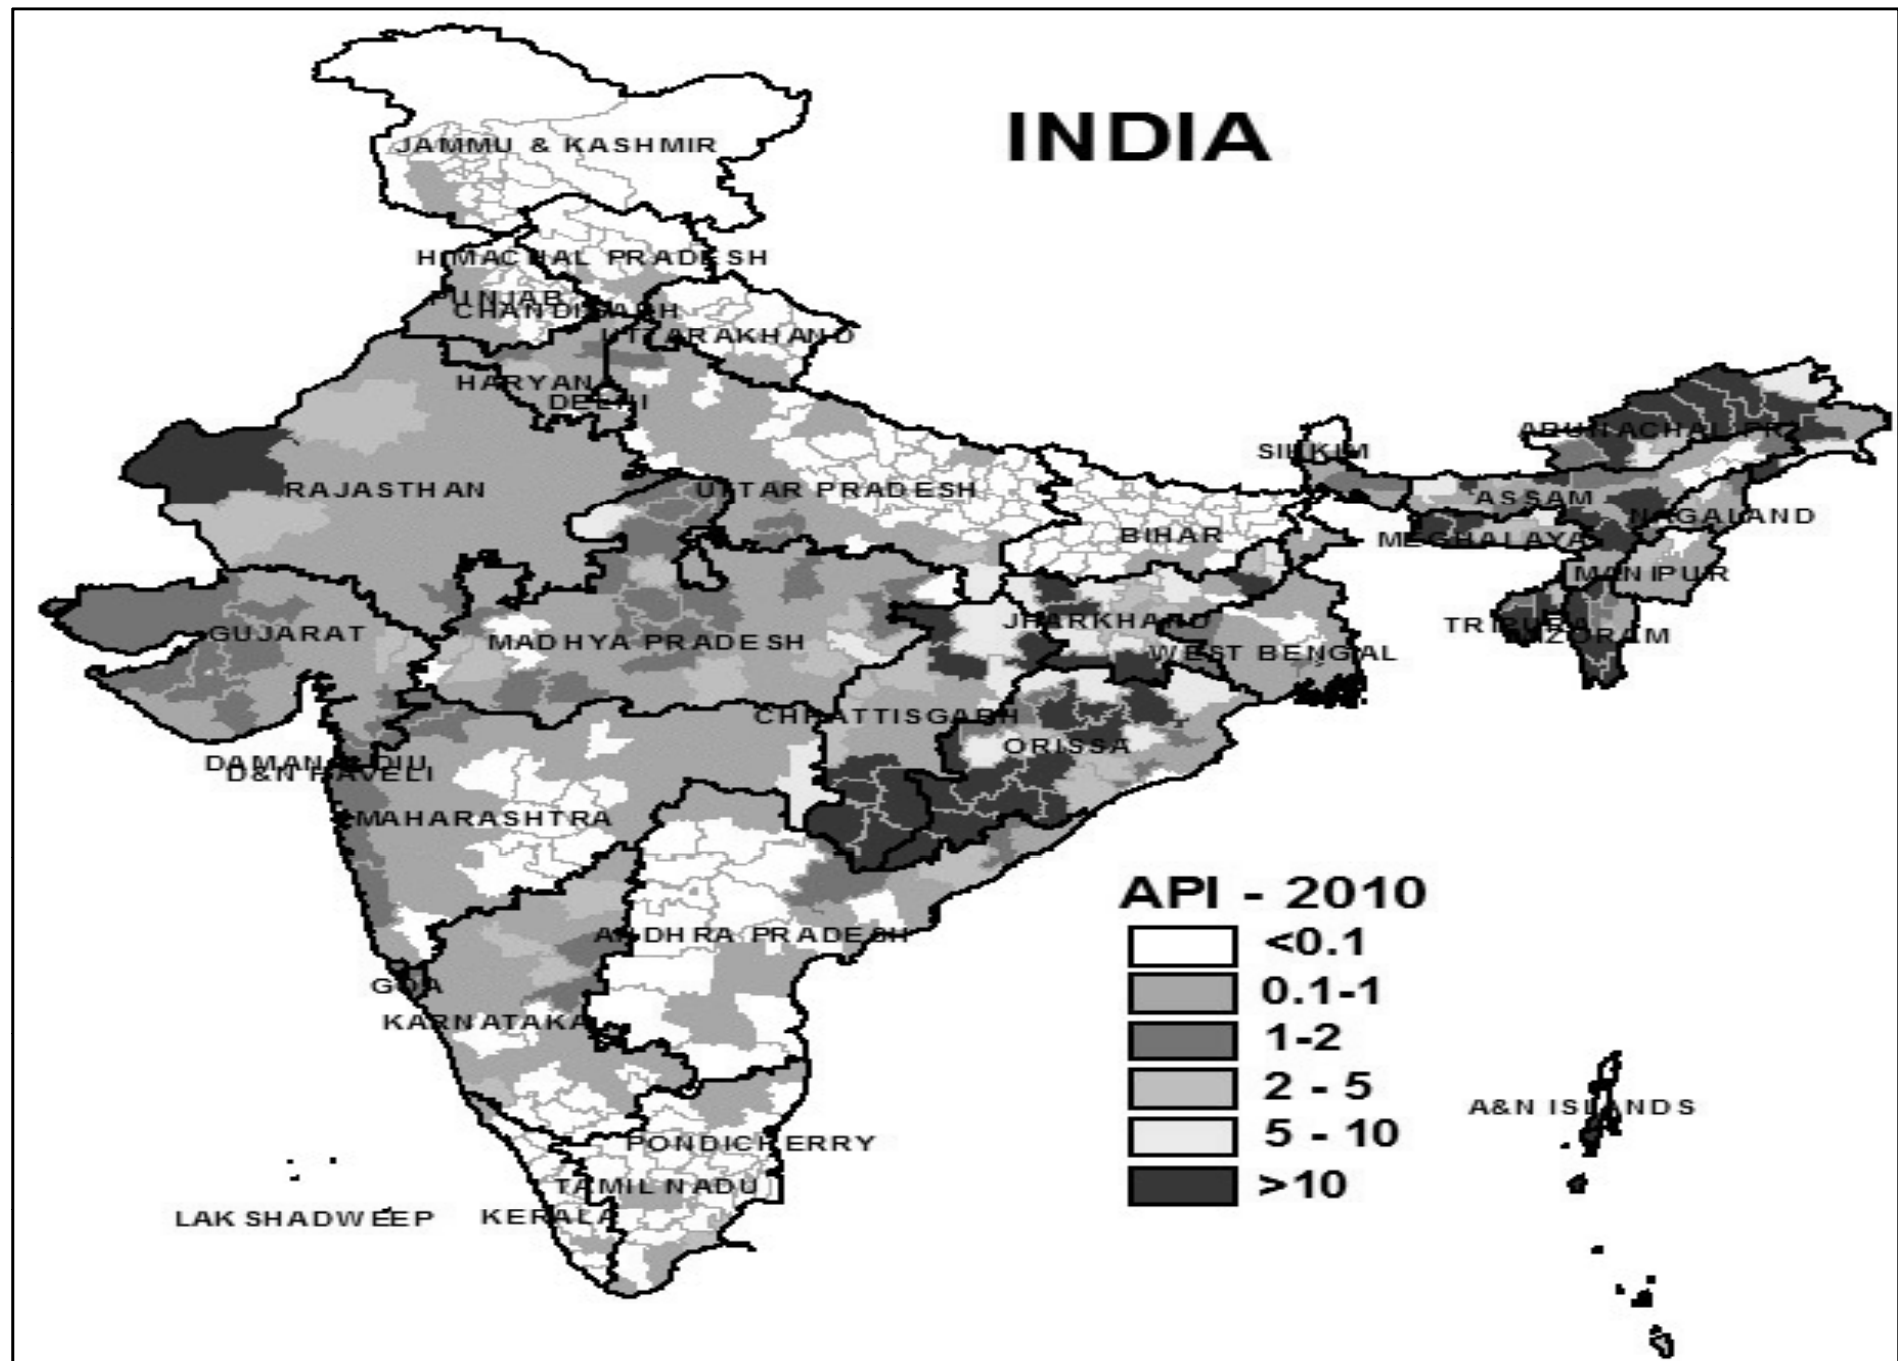 INDIA
JAMMU & KASHMIR
HIMACHAL PRADESH
PUNJAB
CHANDIGARH
UTTARAKHAND
HARYAN
DELHI
ARUNACHAL PR
SIKKIM
RAJASTHAN
UTTAR PRADESH
ASSAM
NAGALAND
BIHAR
MEGHALAYA
MANIPUR
GUJARAT
MADHYA PRADESH
JHARKHAND
TRIPURA
MIZORAM
WEST BENGAL
CHHATTISGARH
ORISSA
DAMAN & DIU
D&N HAVELI
MAHARASHTRA
API - 2010
<0.1
0.1-1
1-2
2 - 5
5 - 10
>10
ANDHRA PRADESH
GOA
KARNATAKA
A&N ISLANDS
PONDICHERRY
TAMIL NADU
LAKSHADWEEP
KERALA